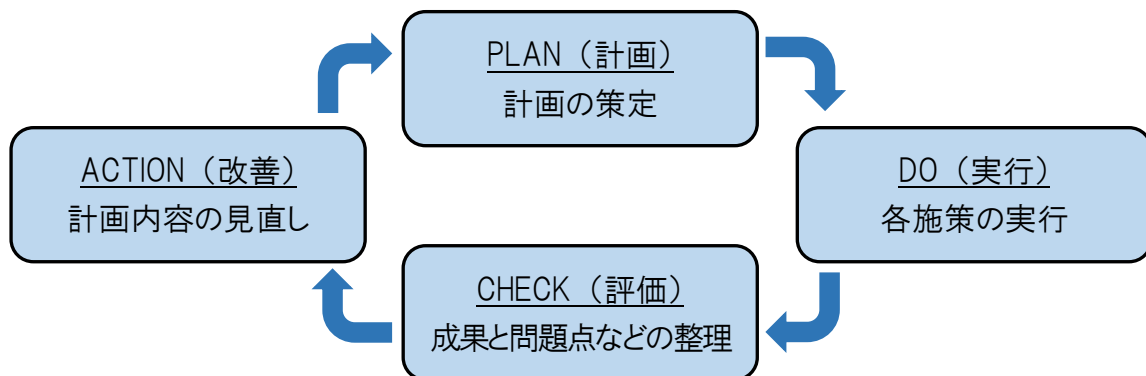 PLAN（計画）
計画の策定
DO（実行）
各施策の実行
CHECK（評価）
成果と問題点などの整理
ACTION（改善）
計画内容の見直し